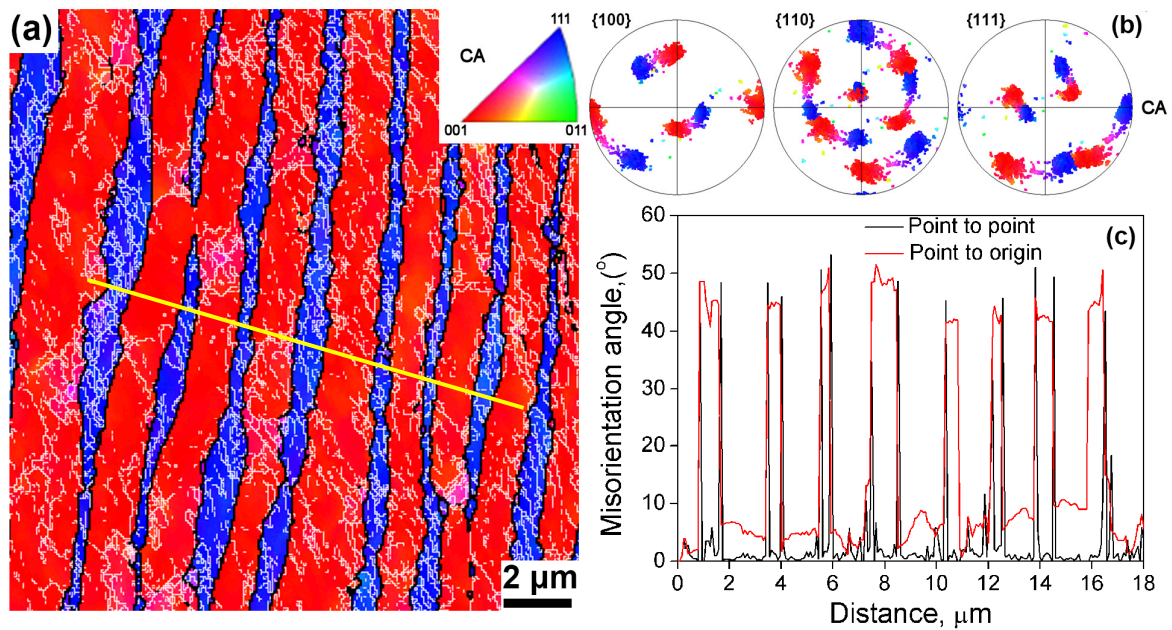 (a)
111
CA
001
011
2 μm
{100}
{110}
{111}
(b)
CA
(c)
Point to point
Point to origin
Misorientation angle,(°)
60
50
40
30
20
10
0
0 2 4 6 8 10 12 14 16 18
Distance, μm